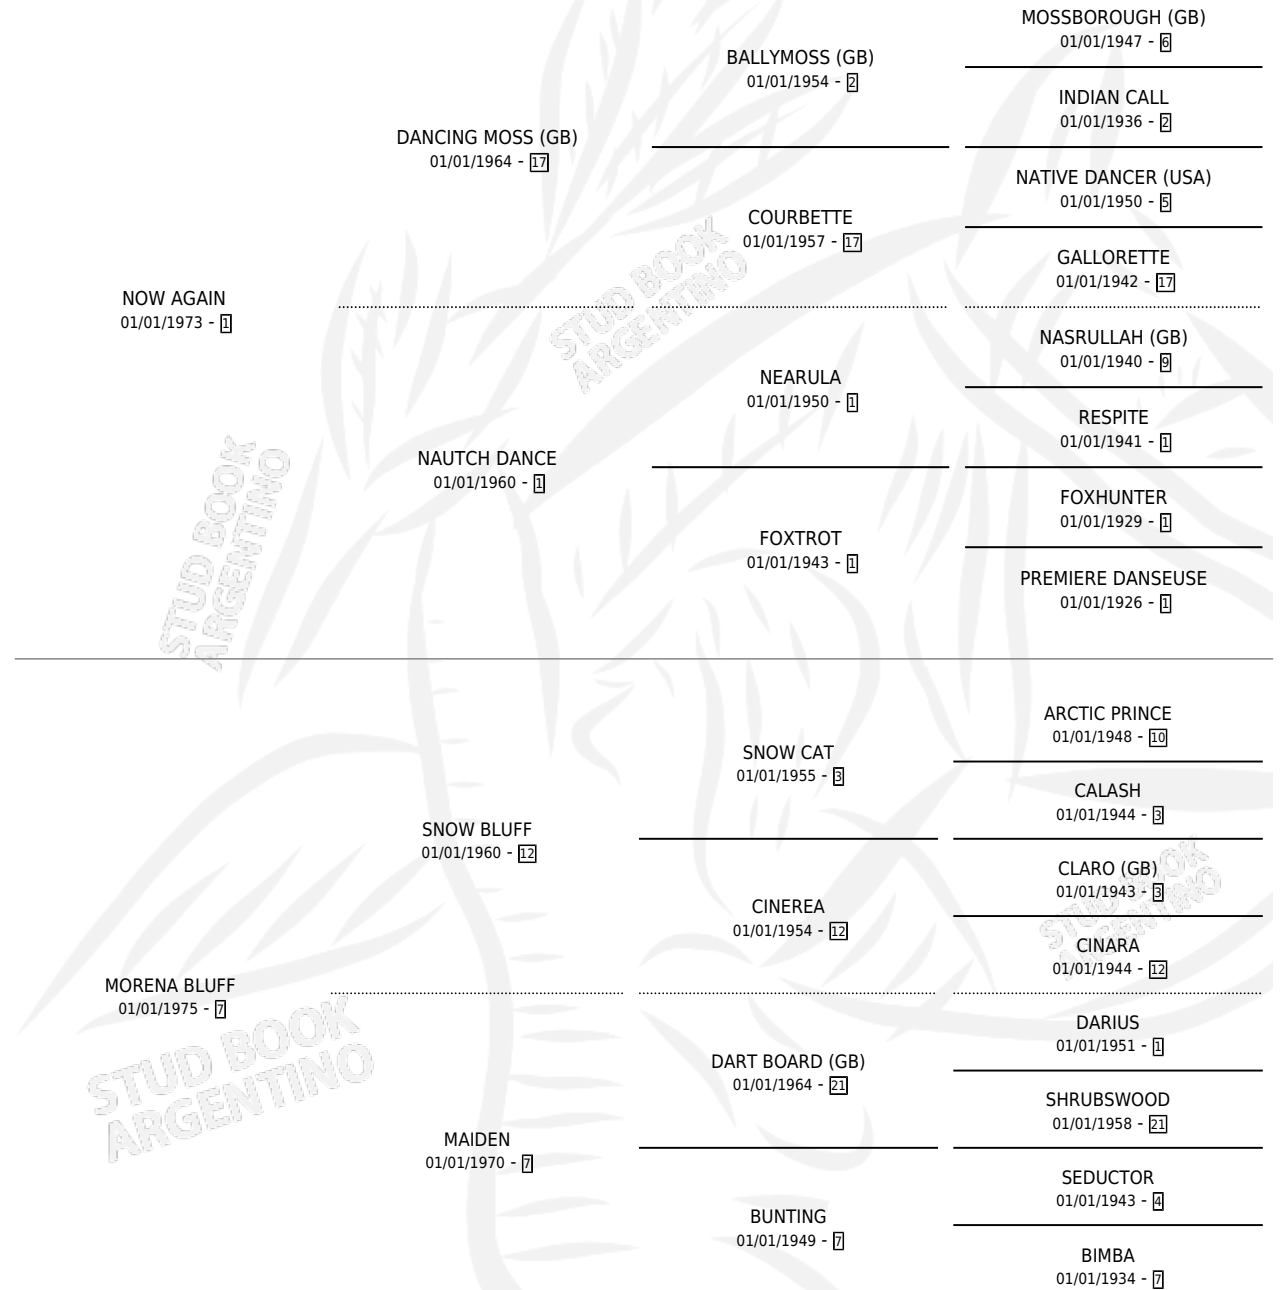 MOSSBOROUGH (GB)
01/01/1947 - 6
BALLYMOSS (GB)
01/01/1954 - 2
INDIAN CALL
01/01/1936 - 2
DANCING MOSS (GB)
01/01/1964 - 17
NATIVE DANCER (USA)
01/01/1950 - 5
COURBETTE
01/01/1957 - 17
GALLORETTE
01/01/1942 - 17
NOW AGAIN
01/01/1973 - 1
NASRULLAH (GB)
01/01/1940 - 9
NEARULA
01/01/1950 - 1
RESPITE
01/01/1941 - 1
NAUTCH DANCE
01/01/1960 - 1
FOXHUNTER
01/01/1929 - 1
FOXTROT
01/01/1943 - 1
PREMIERE DANSEUSE
01/01/1926 - 1
STUD BOOK
ARGENTINO
STUD BOOK
ARGENTINO
ARCTIC PRINCE
01/01/1948 - 10
SNOW CAT
01/01/1955 - 3
CALASH
01/01/1944 - 3
SNOW BLUFF
01/01/1960 - 12
CLARO (GB)
01/01/1943 - 3
CINEREA
01/01/1954 - 12
CINARA
01/01/1944 - 12
MORENA BLUFF
01/01/1975 - 7
DARIUS
01/01/1951 - 1
DART BOARD (GB)
01/01/1964 - 21
SHRUBSWOOD
01/01/1958 - 21
MAIDEN
01/01/1970 - 7
SEDUCTOR
01/01/1943 - 4
BUNTING
01/01/1949 - 7
BIMBA
01/01/1934 - 7
STUD BOOK
ARGENTINO
STUD BOOK
ARGENTINO